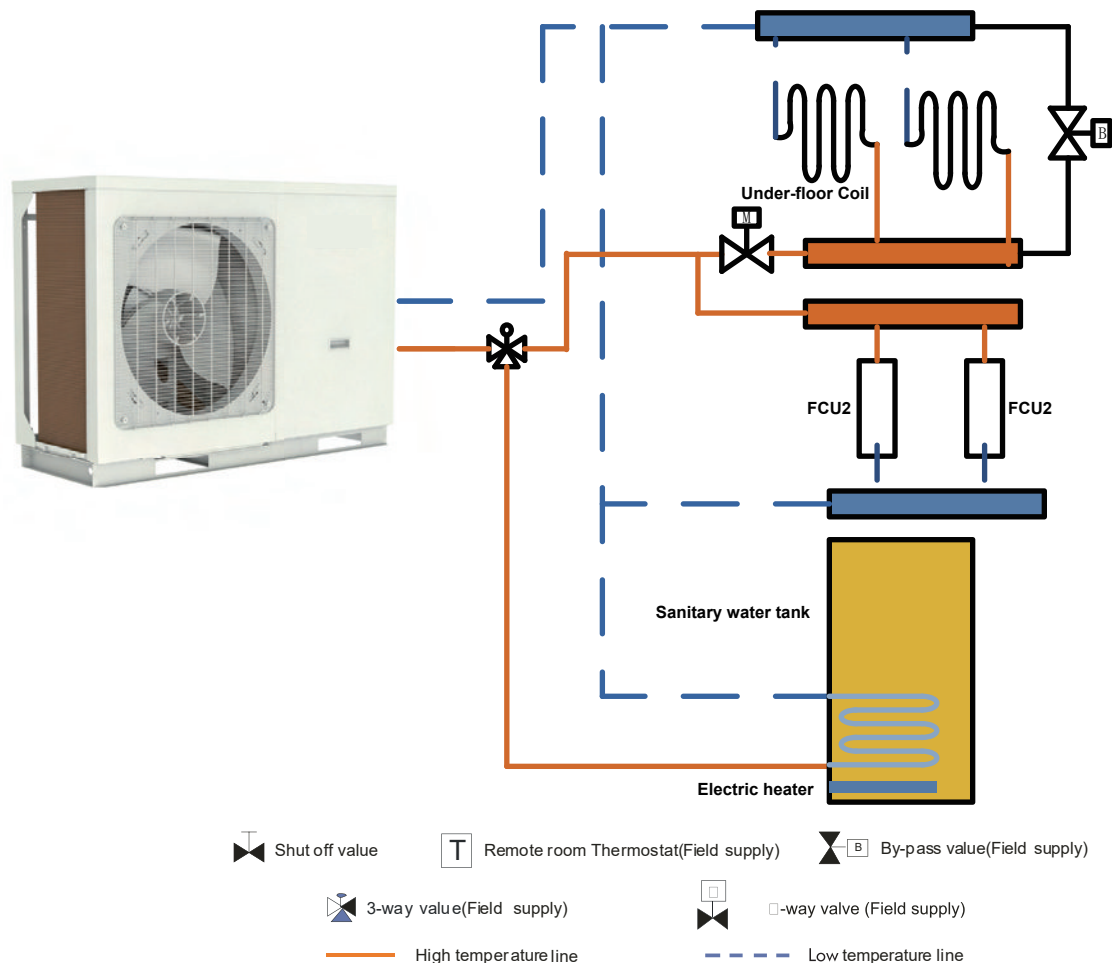 B
Under-floor Coil
M
FCU2
FCU2
Sanitary water tank
Electric heater
Shut off value
T Remote room Thermostat(Field supply)
B By-pass value(Field supply)
3-way value(Field supply)
-way valve (Field supply)
High temperature line
Low temperature line